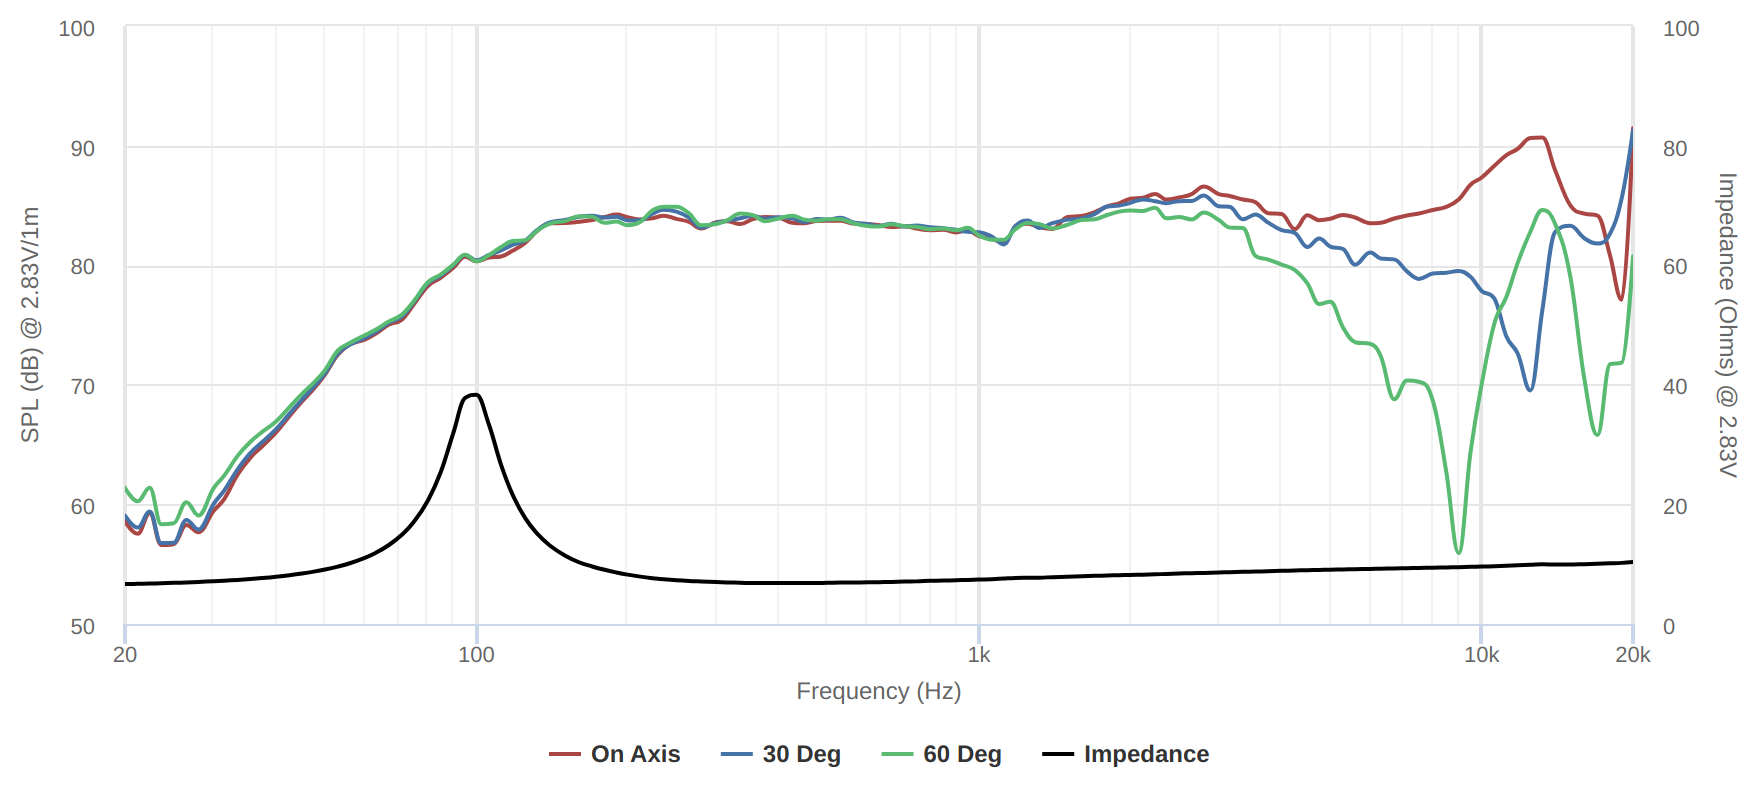 100
90
80
70
60
50
SPL (dB) @ 2.83V/1m
100
80
60
40
20
0
Impedance (Ohms) @ 2.83V
20
100
1k
10k
20k
Frequency (Hz)
On Axis
30 Deg
60 Deg
Impedance